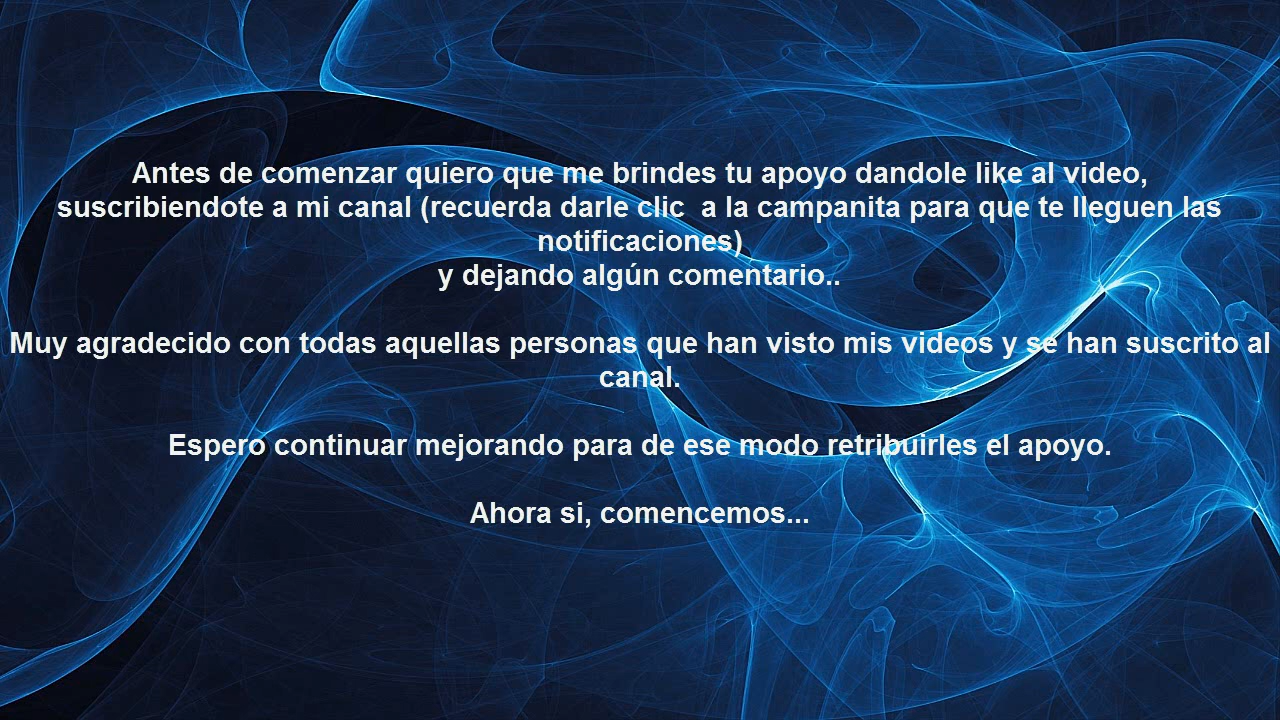 Antes de comenzar quiero que me brindes tu apoyo dandole like al video,
suscribiendote a mi canal (recuerda darle clic  a la campanita para que te lleguen las
notificaciones)
y dejando algún comentario..
Muy agradecido con todas aquellas personas que han visto mis videos y se han suscrito al
canal.
Espero continuar mejorando para de ese modo retribuirles el apoyo.
Ahora si, comencemos...